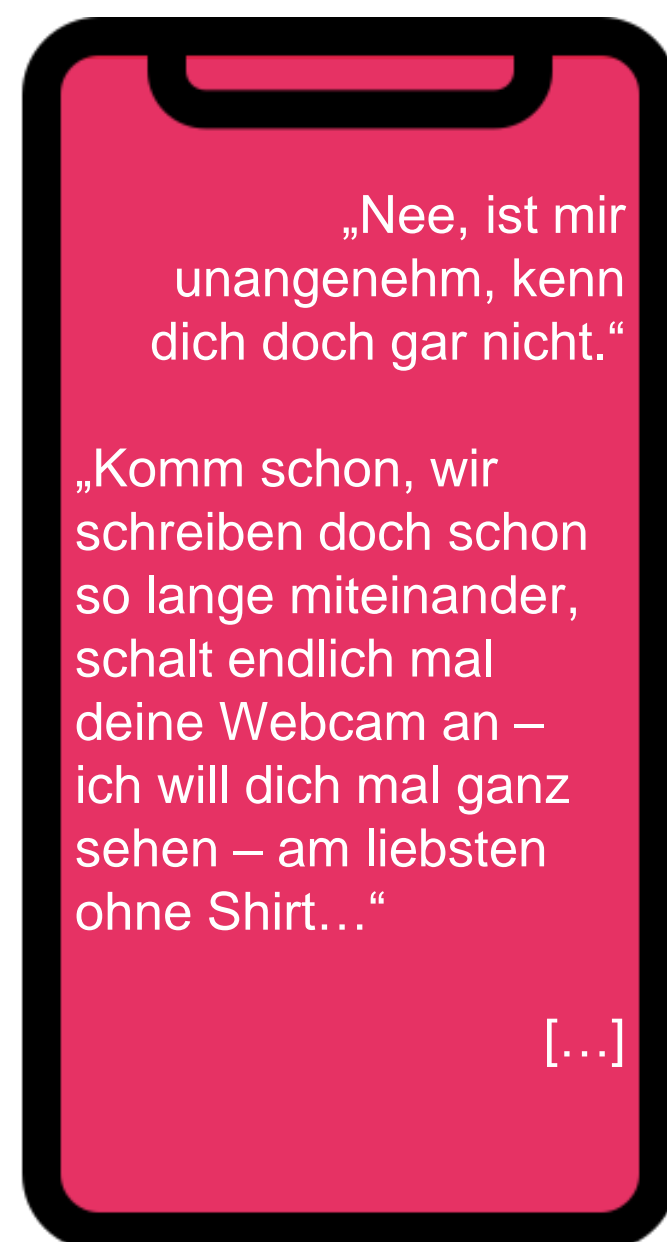 „Nee, ist mir
unangenehm, kenn
dich doch gar nicht.“
„Komm schon, wir
schreiben doch schon
so lange miteinander,
schalt endlich mal
deine Webcam an –
ich will dich mal ganz
sehen – am liebsten
ohne Shirt…“
[…]